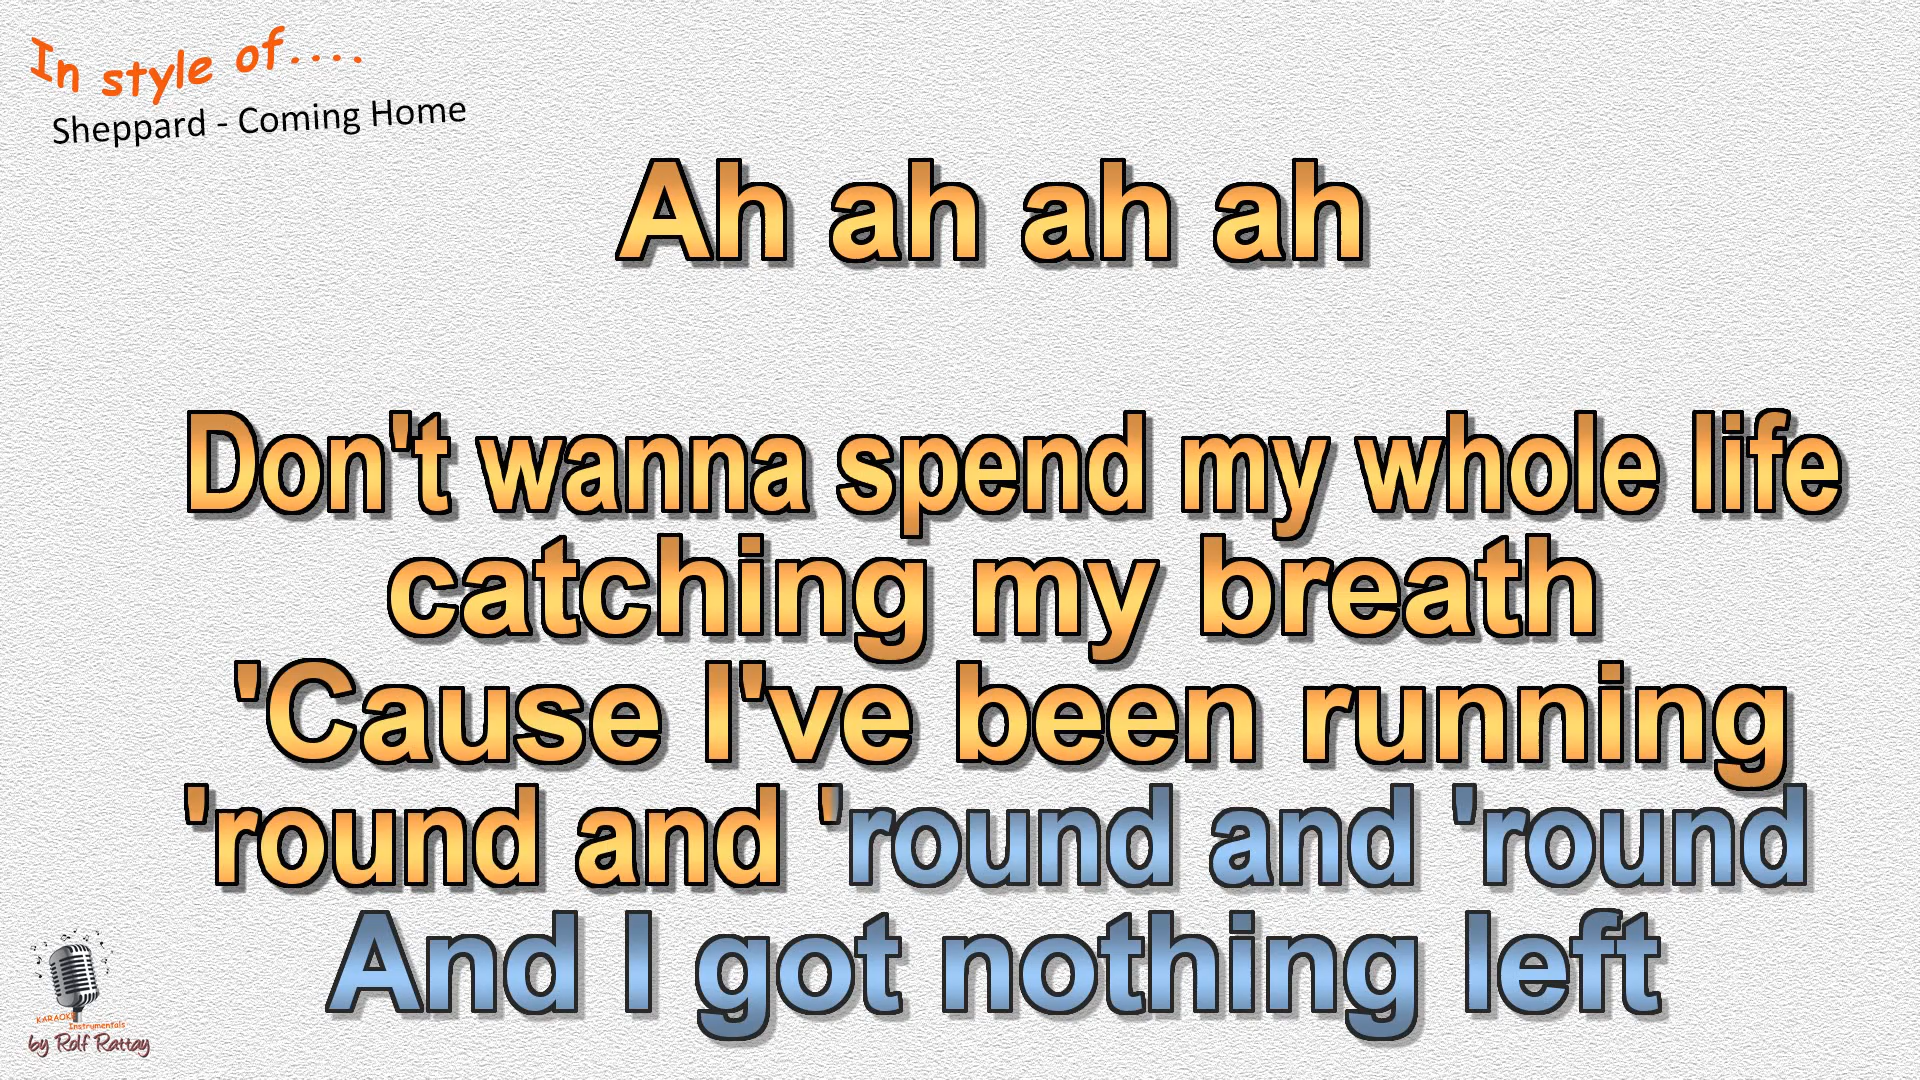 In style of....
Sheppard - Coming Home
Ah ah ah ah
Don't wanna spend my whole life
catching my breath
'Cause I've been running
'round and 'round and 'round
And I got nothing left
KARAOKE
Instrumentals
by Rolf Rattay